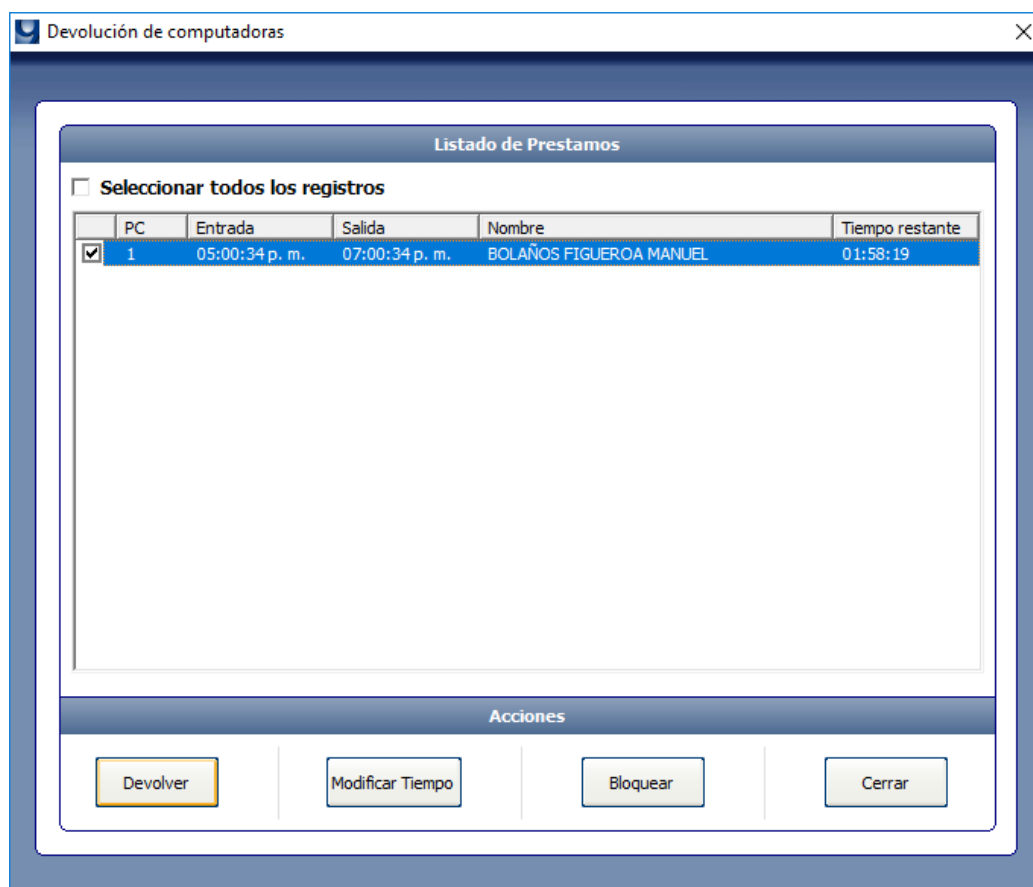 Devolución de computadoras
Listado de Prestamos
Seleccionar todos los registros
PC Entrada Salida Nombre Tiempo restante
1 05:00:34 p. m. 07:00:34 p. m. BOLAÑOS FIGUEROA MANUEL 01:58:19
Acciones
Devolver Modificar Tiempo Bloquear Cerrar